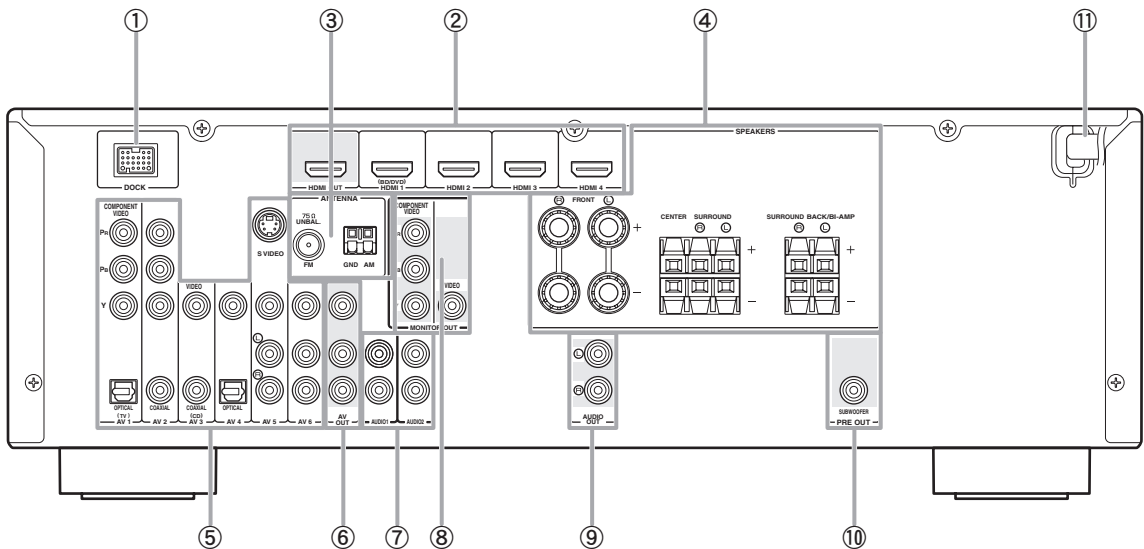 ① ③ ② ④ ⑪
SPEAKERS
DOCK
HDMI OUT
(BD/DVD)
HDMI 1
HDMI 2
HDMI 3
HDMI 4
ANTENNA
75Ω
UNBAL.
FM
GND AM
COMPONENT
VIDEO
PR
PB
Y
S VIDEO
VIDEO
COMPONENT
VIDEO
R
B
VIDEO
MONITOR OUT
R FRONT L
+
−
CENTER SURROUND
R L
+
−
SURROUND BACK/BI-AMP
R L
+
−
L
R
OPTICAL
(TV)
AV 1
COAXIAL
AV 2
COAXIAL
(CD)
AV 3
OPTICAL
AV 4
AV 5
AV 6
AV
OUT
AUDIO1
AUDIO2
L
R
AUDIO
OUT
SUBWOOFER
PRE OUT
⑤ ⑥ ⑦ ⑧ ⑨ ⑩